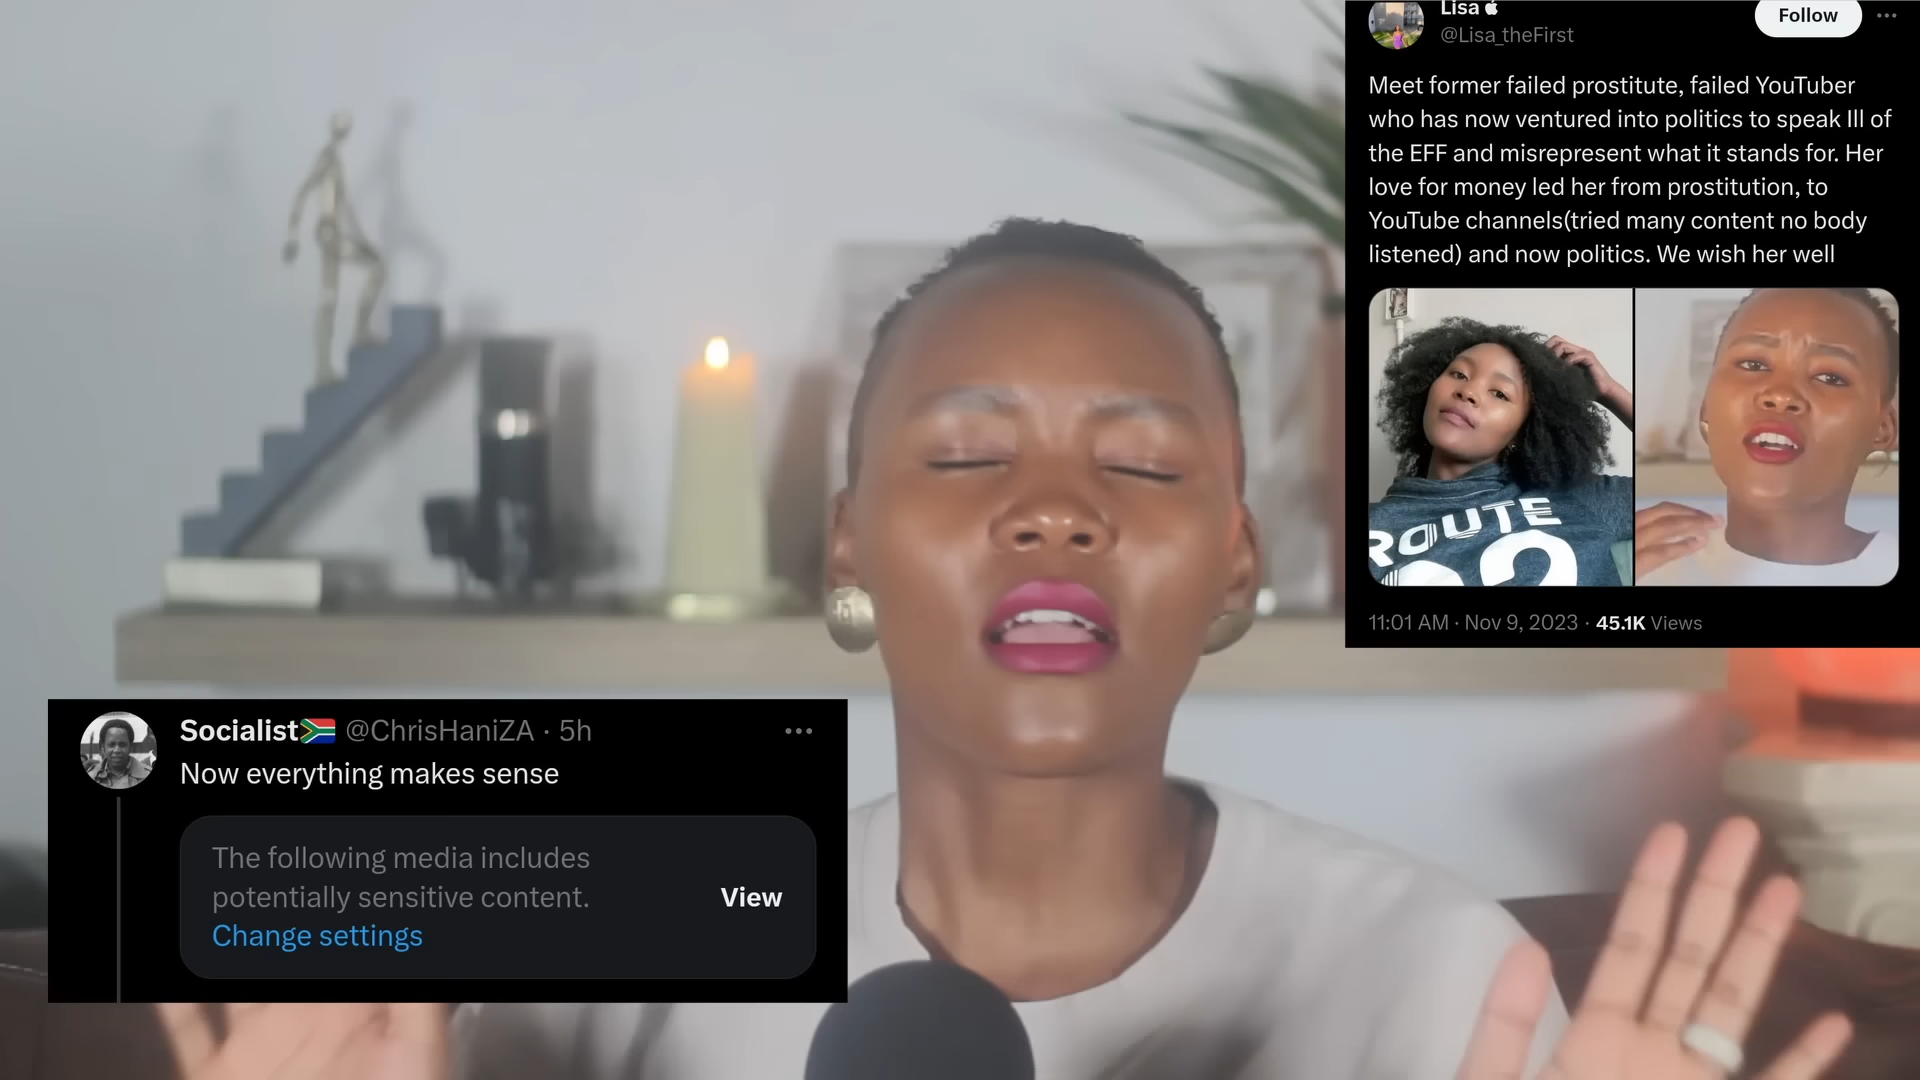 Lisa
@Lisa_theFirst
Follow
Meet former failed prostitute, failed YouTuber
who has now ventured into politics to speak Ill of
the EFF and misrepresent what it stands for. Her
love for money led her from prostitution, to
YouTube channels(tried many content no body
listened) and now politics. We wish her well
ROUTE
11:01 AM · Nov 9, 2023 · 45.1K Views
Socialist🇿🇦 @ChrisHaniZA · 5h
Now everything makes sense
The following media includes
potentially sensitive content.
View
Change settings